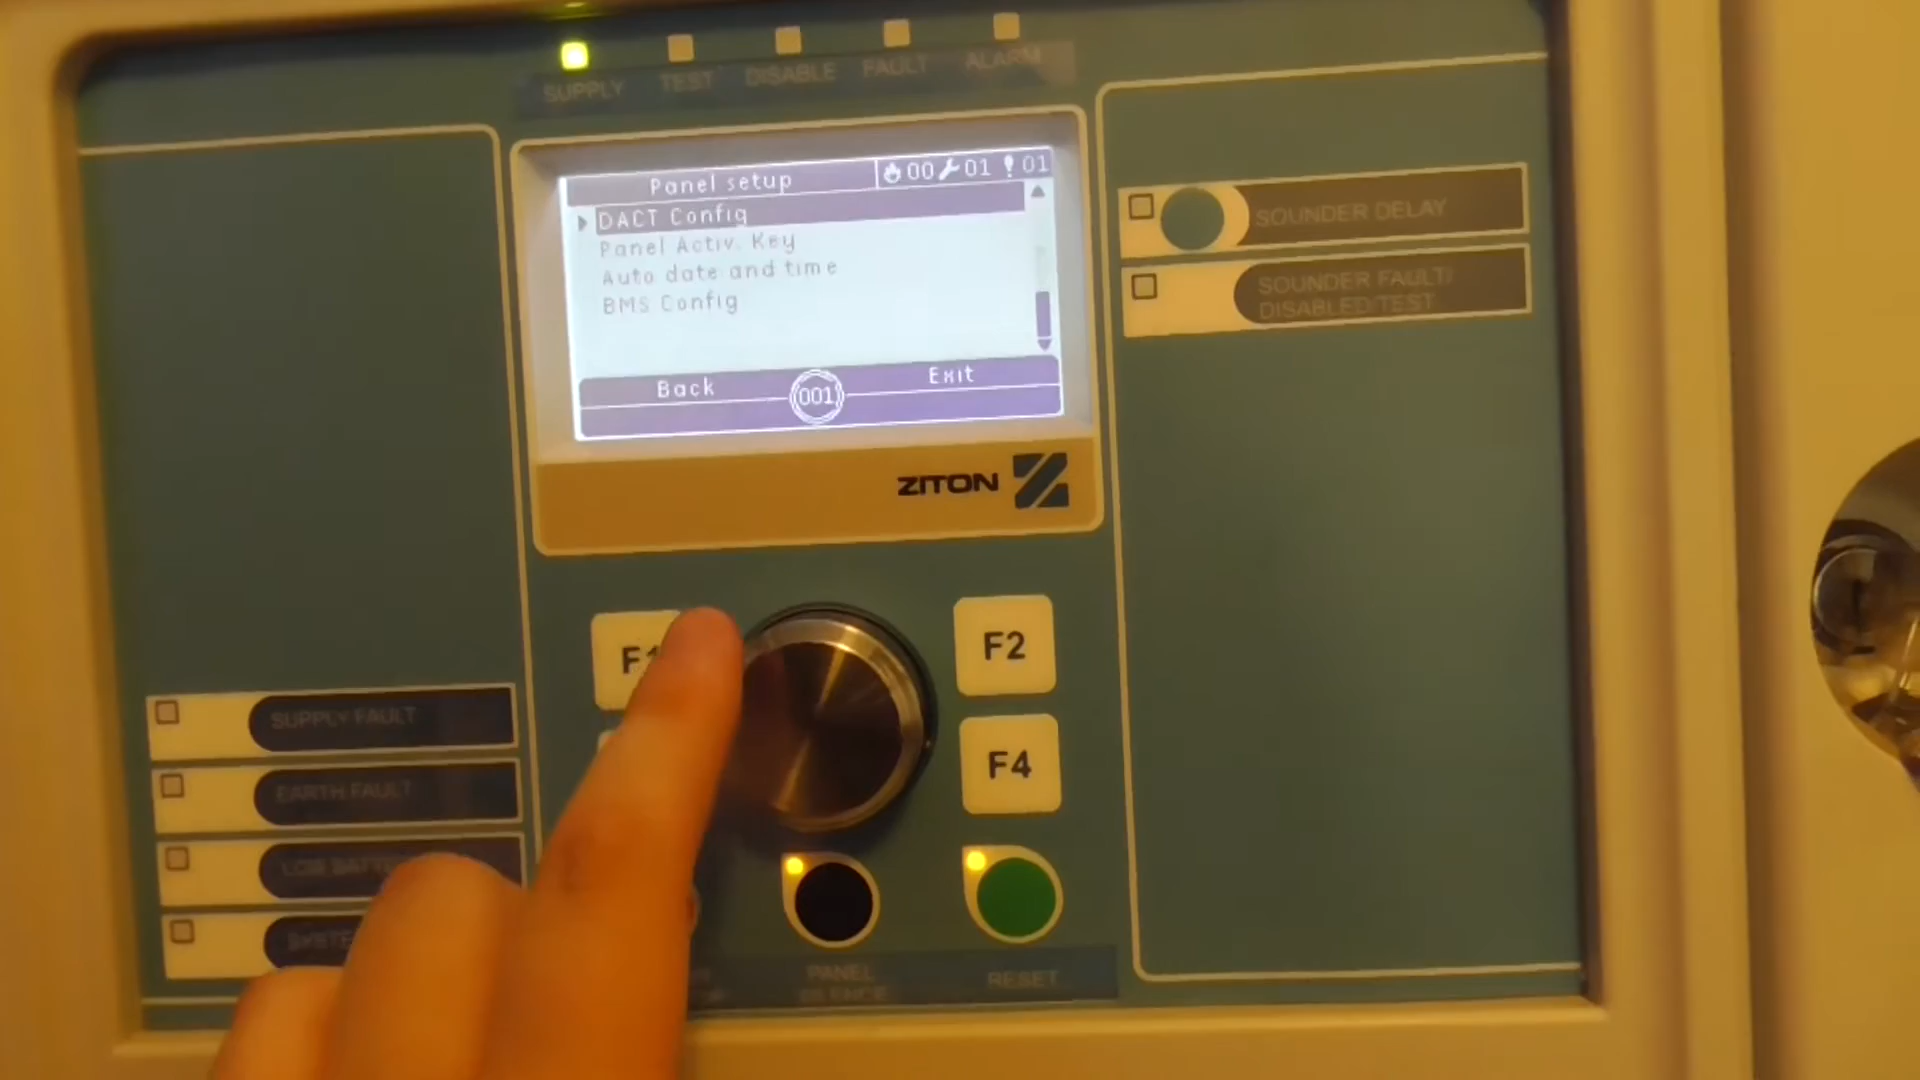 SUPPLY TEST DISABLE FAULT ALARM
Panel setup 00 01 01
DACT Config
Panel Activ. Key
Auto date and time
BMS Config
Back 001 Exit
ZITON
SOUNDER DELAY
SOUNDER FAULT/
DISABLED/TEST
F1 F2
F4
SUPPLY FAULT
EARTH FAULT
PANEL
SILENCE
RESET